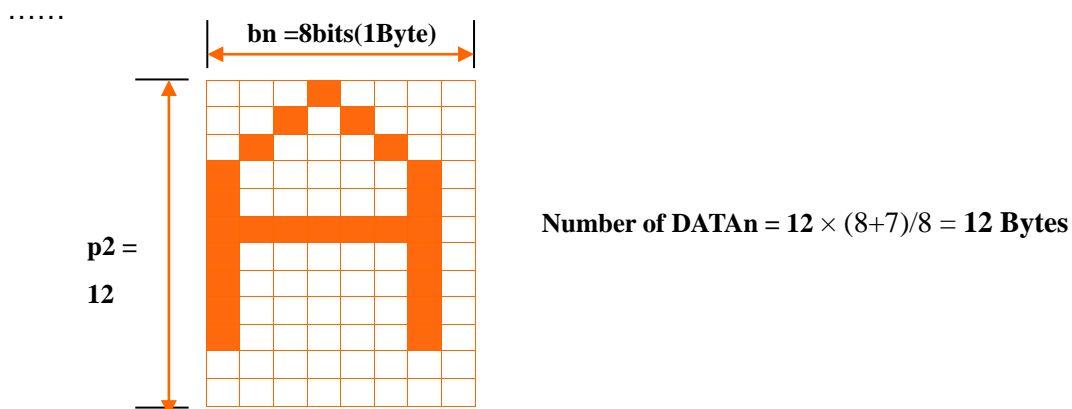 ……
bn =8bits(1Byte)
p2 =
12
Number of DATAn = 12 × (8+7)/8 = 12 Bytes